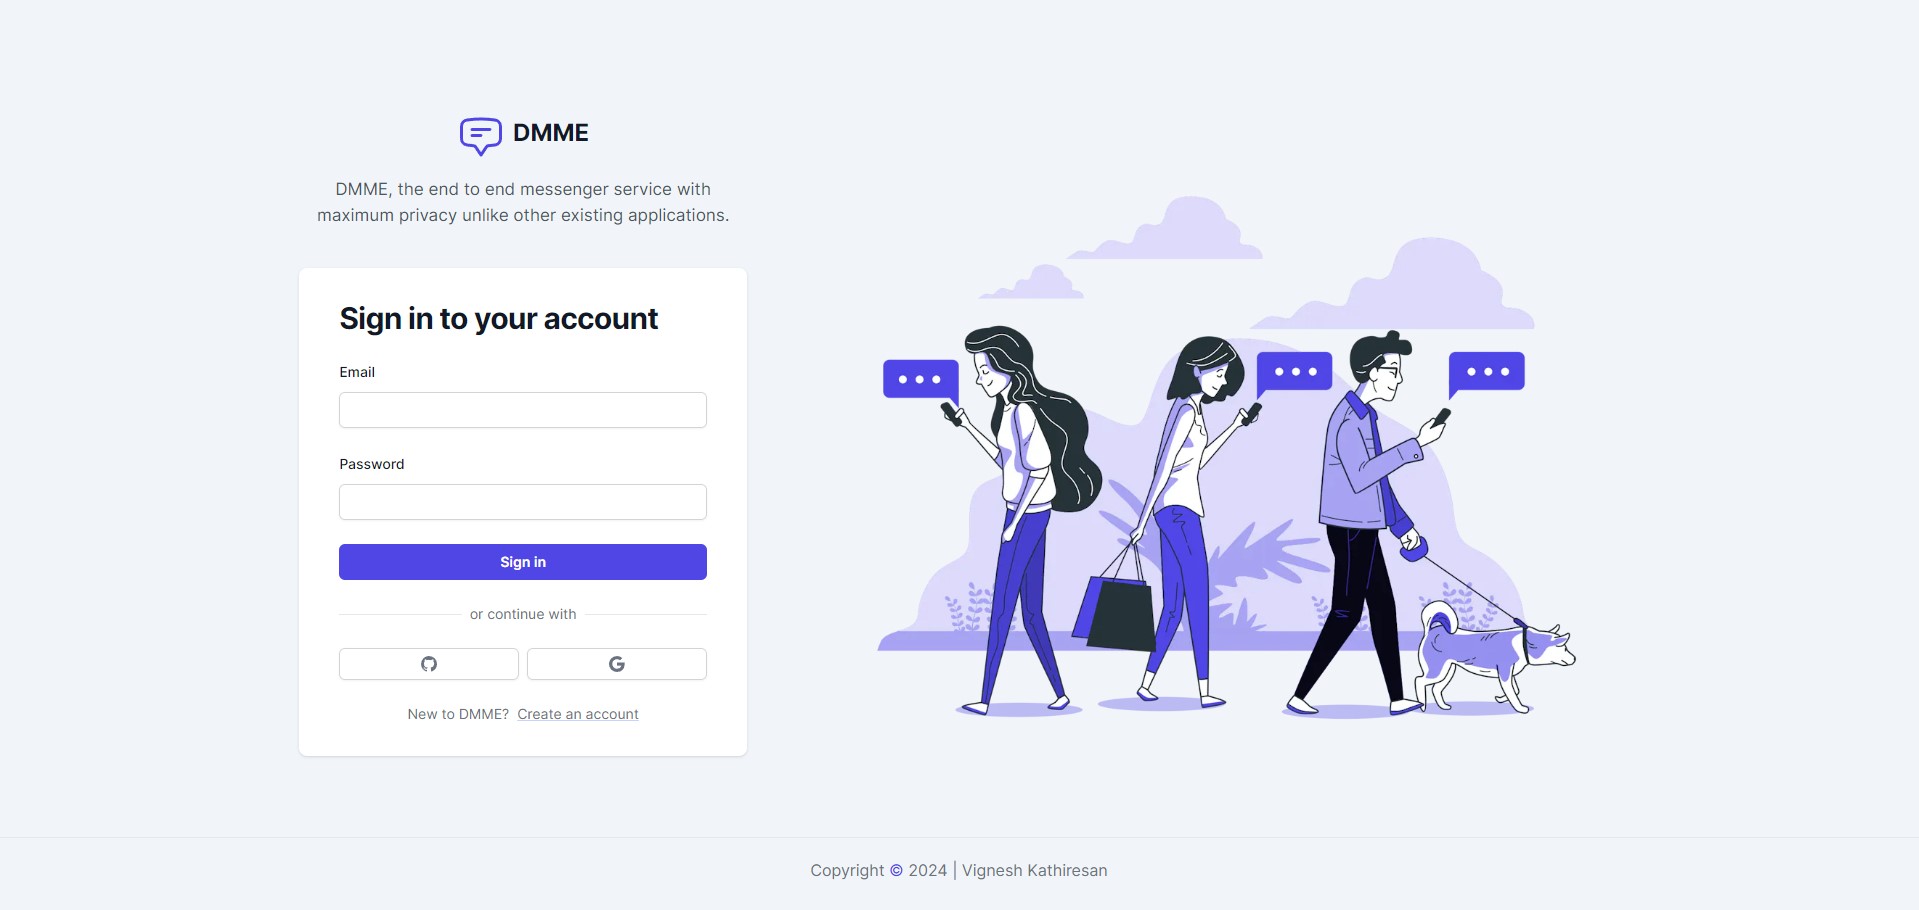 DMME
DMME, the end to end messenger service with
maximum privacy unlike other existing applications.
Sign in to your account
Email
Password
Sign in
or continue with
New to DMME? Create an account
Copyright © 2024 | Vignesh Kathiresan